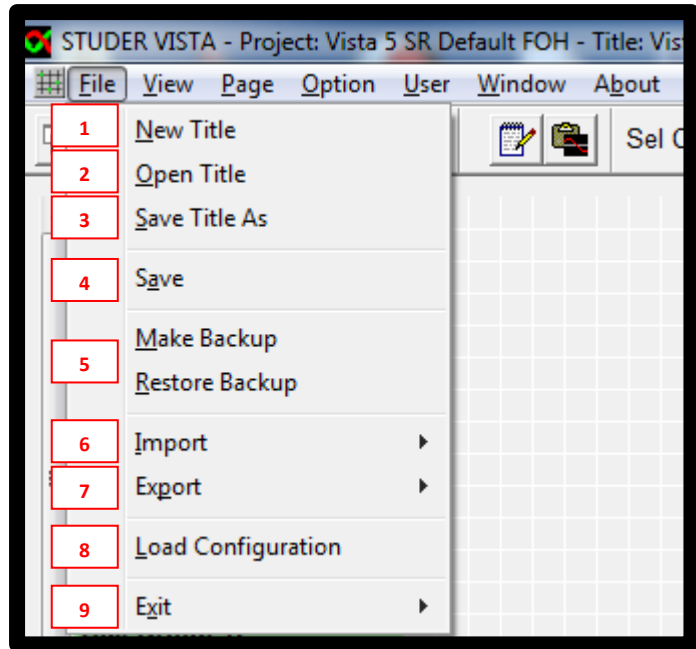 STUDER VISTA - Project: Vista 5 SR Default FOH - Title: Vis
File View Page Option User Window About
Sel
1 New Title
2 Open Title
3 Save Title As
4 Save
5 Make Backup
Restore Backup
6 Import
7 Export
8 Load Configuration
9 Exit